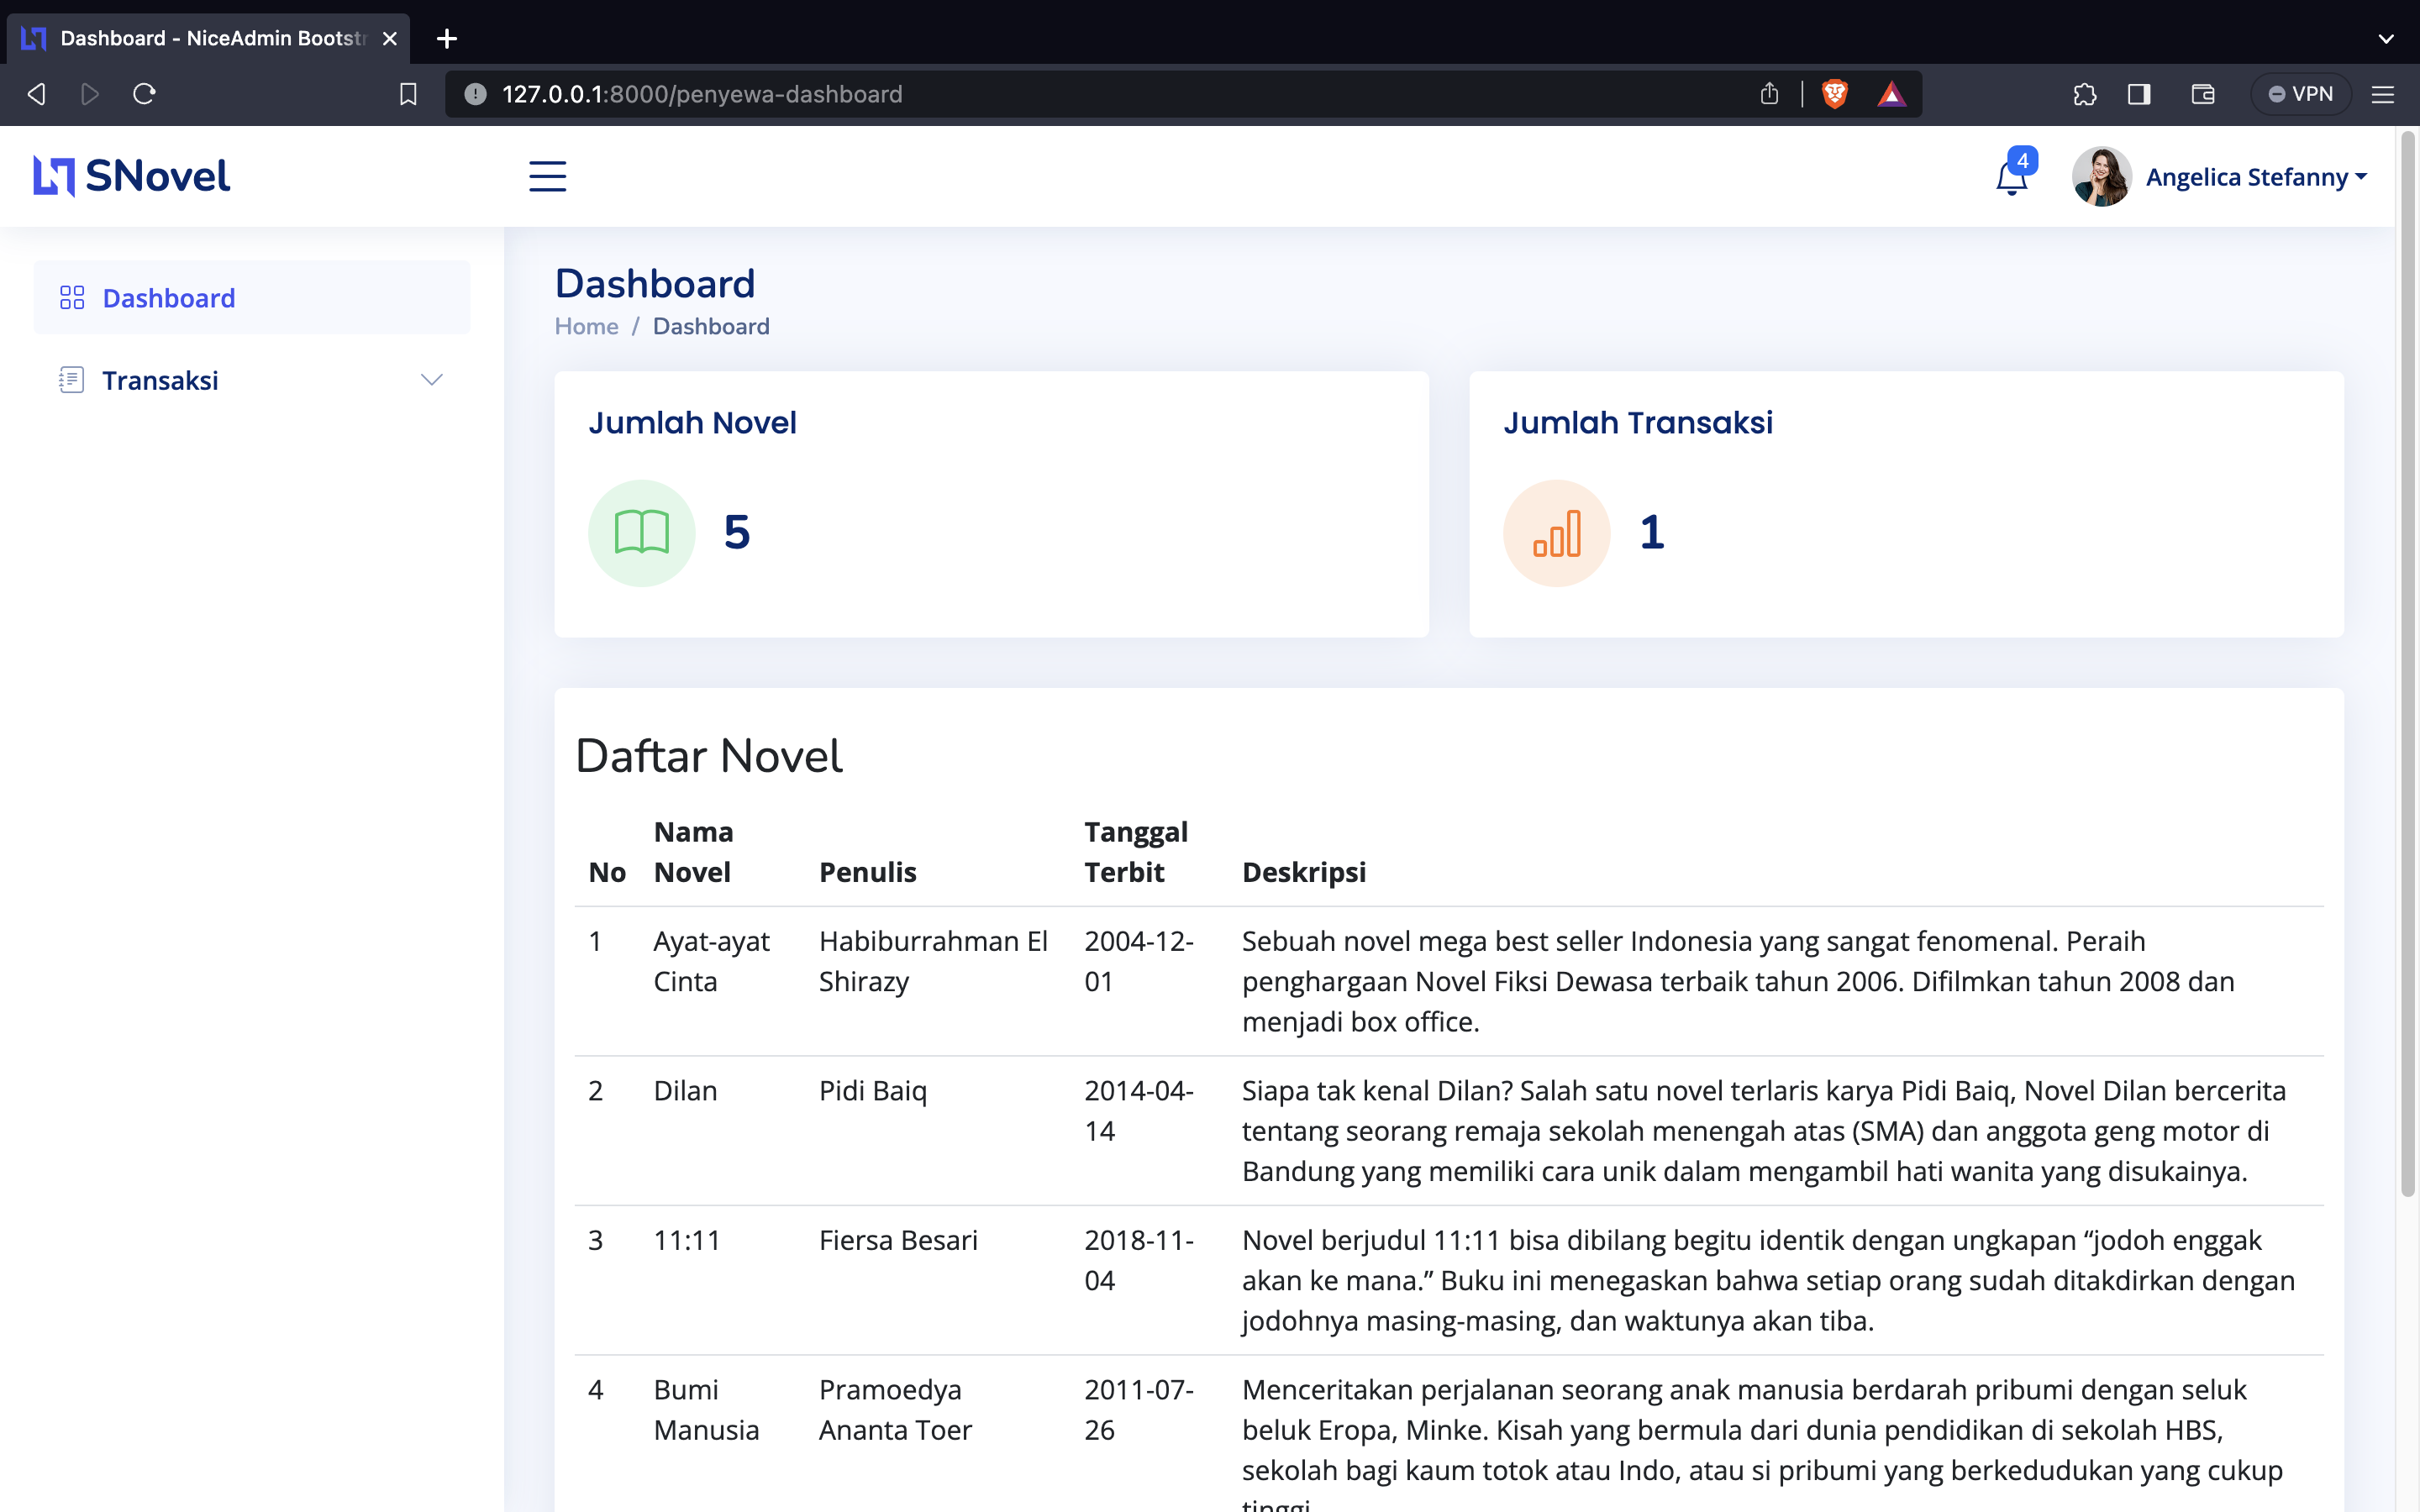 Dashboard - NiceAdmin Bootst
127.0.0.1:8000/penyewa-dashboard
VPN
SNovel
4
Angelica Stefanny
Dashboard
Transaksi
Dashboard
Home / Dashboard
Jumlah Novel
5
Jumlah Transaksi
1
Daftar Novel
No Nama Novel Penulis Tanggal Terbit Deskripsi
1 Ayat-ayat Habiburrahman El 2004-12- Sebuah novel mega best seller Indonesia yang sangat fenomenal. Peraih
Cinta Shirazy 01 penghargaan Novel Fiksi Dewasa terbaik tahun 2006. Difilmkan tahun 2008 dan
menjadi box office.
2 Dilan Pidi Baiq 2014-04- Siapa tak kenal Dilan? Salah satu novel terlaris karya Pidi Baiq, Novel Dilan bercerita
14 tentang seorang remaja sekolah menengah atas (SMA) dan anggota geng motor di
Bandung yang memiliki cara unik dalam mengambil hati wanita yang disukainya.
3 11:11 Fiersa Besari 2018-11- Novel berjudul 11:11 bisa dibilang begitu identik dengan ungkapan “jodoh enggak
04 akan ke mana.” Buku ini menegaskan bahwa setiap orang sudah ditakdirkan dengan
jodohnya masing-masing, dan waktunya akan tiba.
4 Bumi Pramoedya 2011-07- Menceritakan perjalanan seorang anak manusia berdarah pribumi dengan seluk
Manusia Ananta Toer 26 beluk Eropa, Minke. Kisah yang bermula dari dunia pendidikan di sekolah HBS,
sekolah bagi kaum totok atau Indo, atau si pribumi yang berkedudukan yang cukup
tinggi